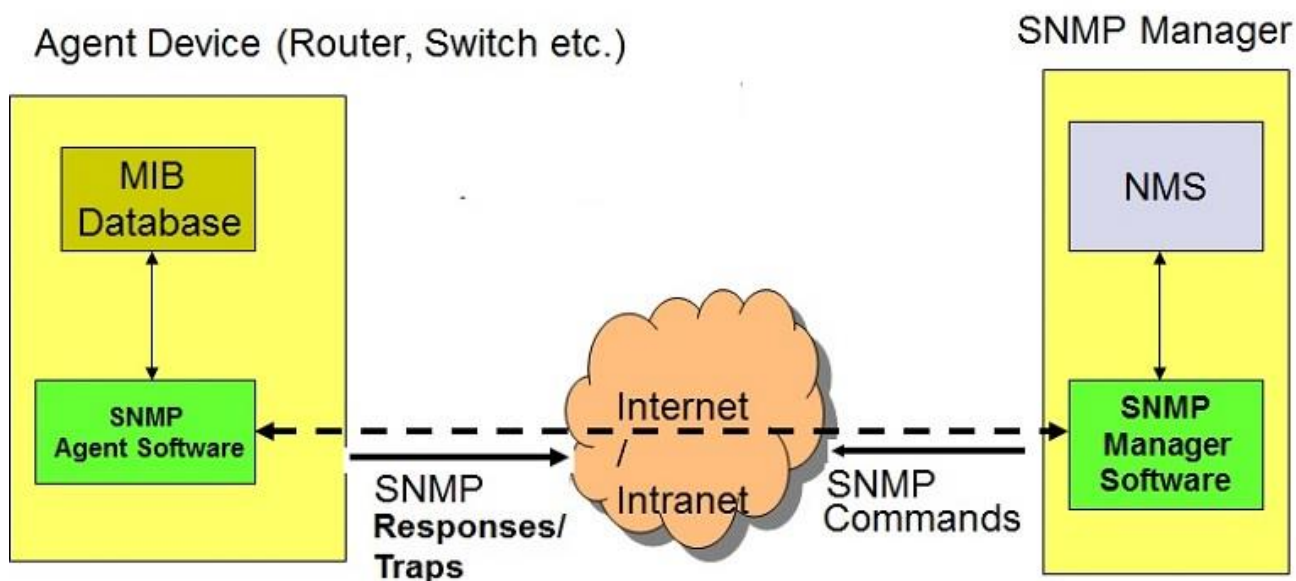 Agent Device (Router, Switch etc.)
SNMP Manager
MIB
Database
NMS
SNMP
Agent Software
Internet
/
Intranet
SNMP
Manager
Software
SNMP
Responses/
Traps
SNMP
Commands